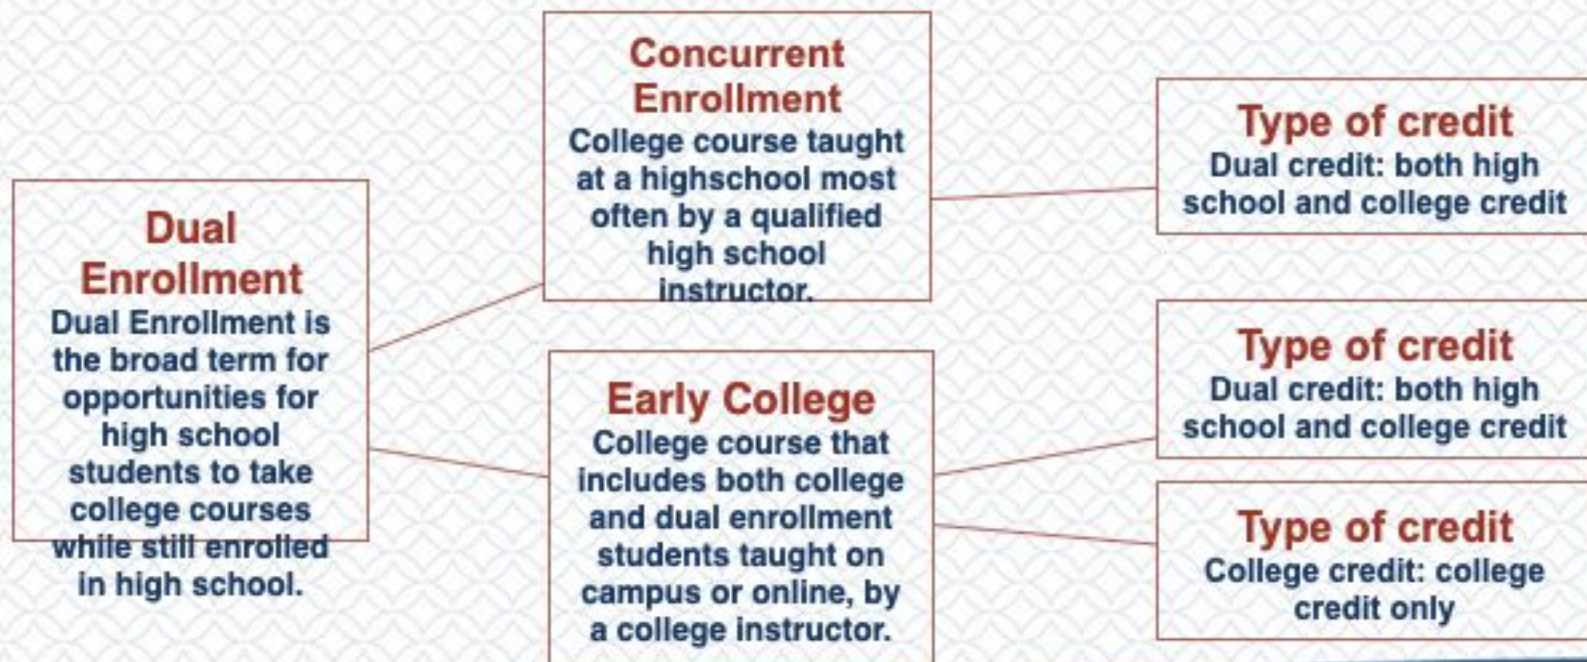 Dual
Enrollment
Dual Enrollment is
the broad term for
opportunities for
high school
students to take
college courses
while still enrolled
in high school.
Concurrent
Enrollment
College course taught
at a highschool most
often by a qualified
high school
instructor.
Early College
College course that
includes both college
and dual enrollment
students taught on
campus or online, by
a college instructor.
Type of credit
Dual credit: both high
school and college credit
Type of credit
Dual credit: both high
school and college credit
Type of credit
College credit: college
credit only